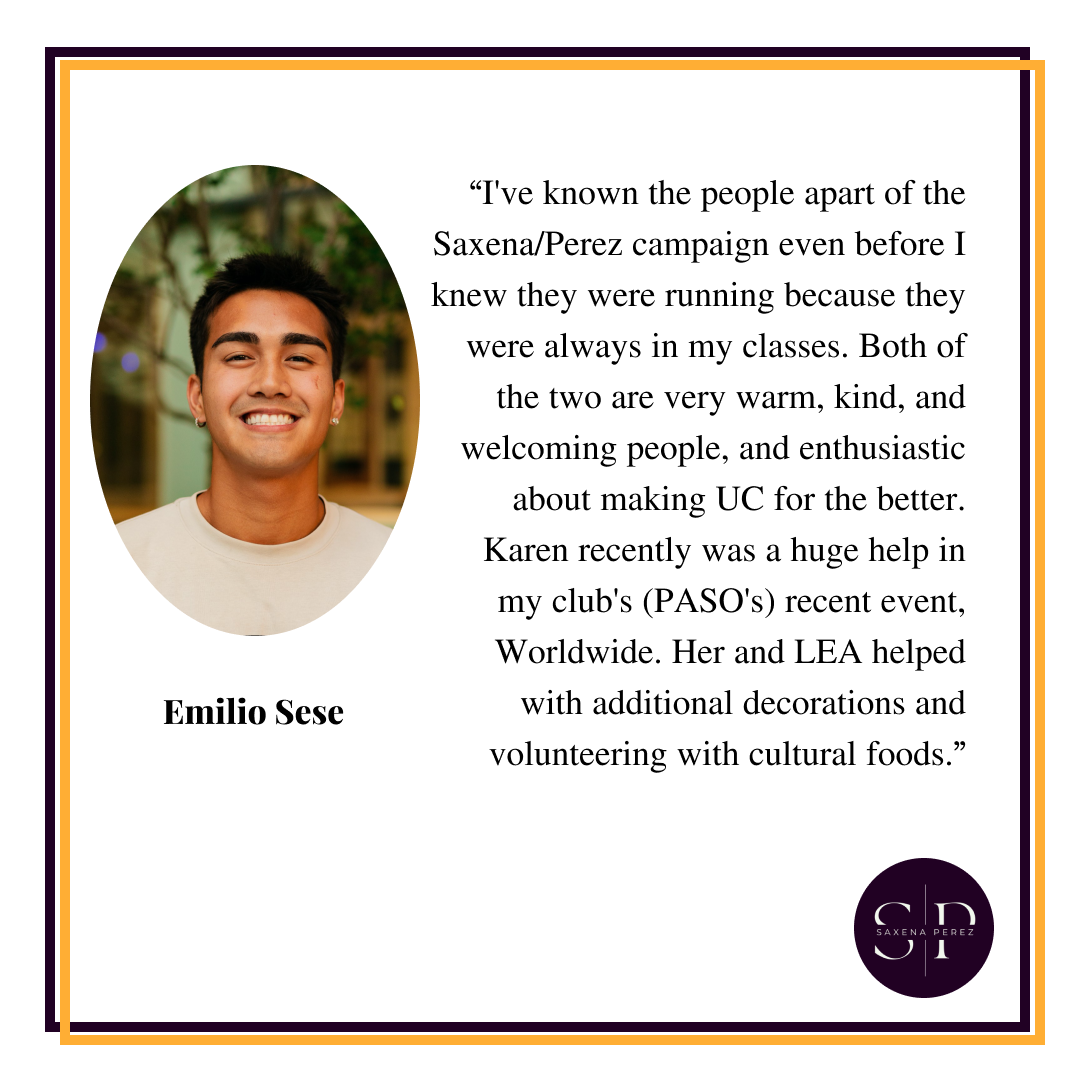 “I've known the people apart of the
Saxena/Perez campaign even before I
knew they were running because they
were always in my classes. Both of
the two are very warm, kind, and
welcoming people, and enthusiastic
about making UC for the better.
Karen recently was a huge help in
my club's (PASO's) recent event,
Worldwide. Her and LEA helped
with additional decorations and
volunteering with cultural foods.”
Emilio Sese
S P
SAXENA PEREZ